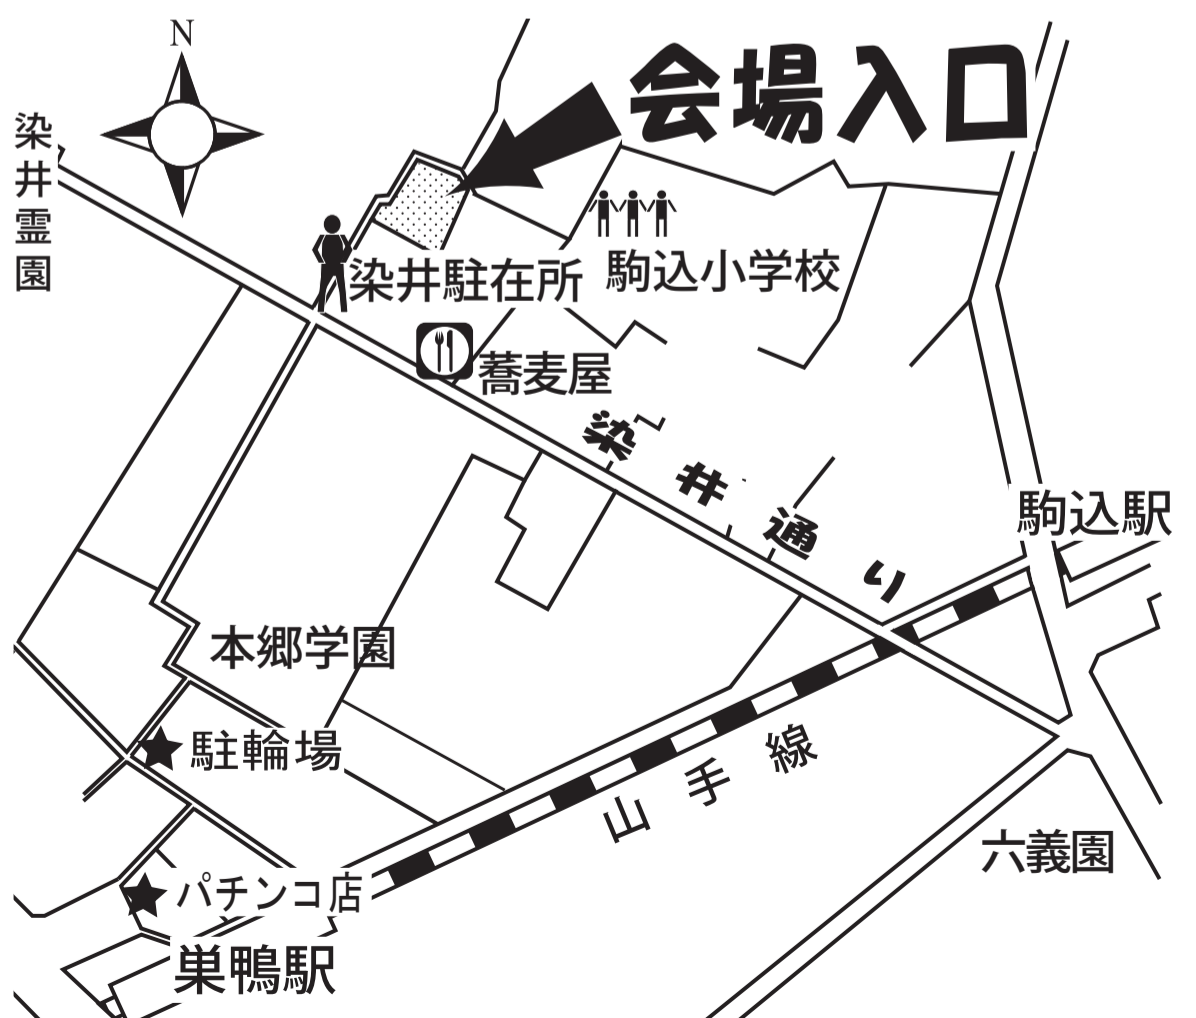 N
会場入口
染井霊園
駒込小学校
染井駐在所
蕎麦屋
染井通り
駒込駅
本郷学園
駐輪場
山手線
六義園
パチンコ店
巣鴨駅